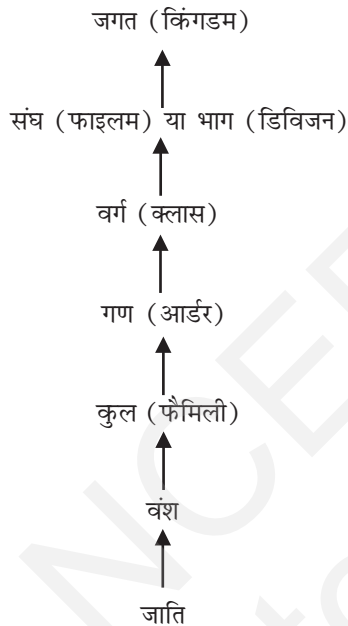 जगत (किंगडम)
संघ (फाइलम) या भाग (डिविजन)
वर्ग (क्लास)
गण (आर्डर)
कुल (फैमिली)
वंश
जाति